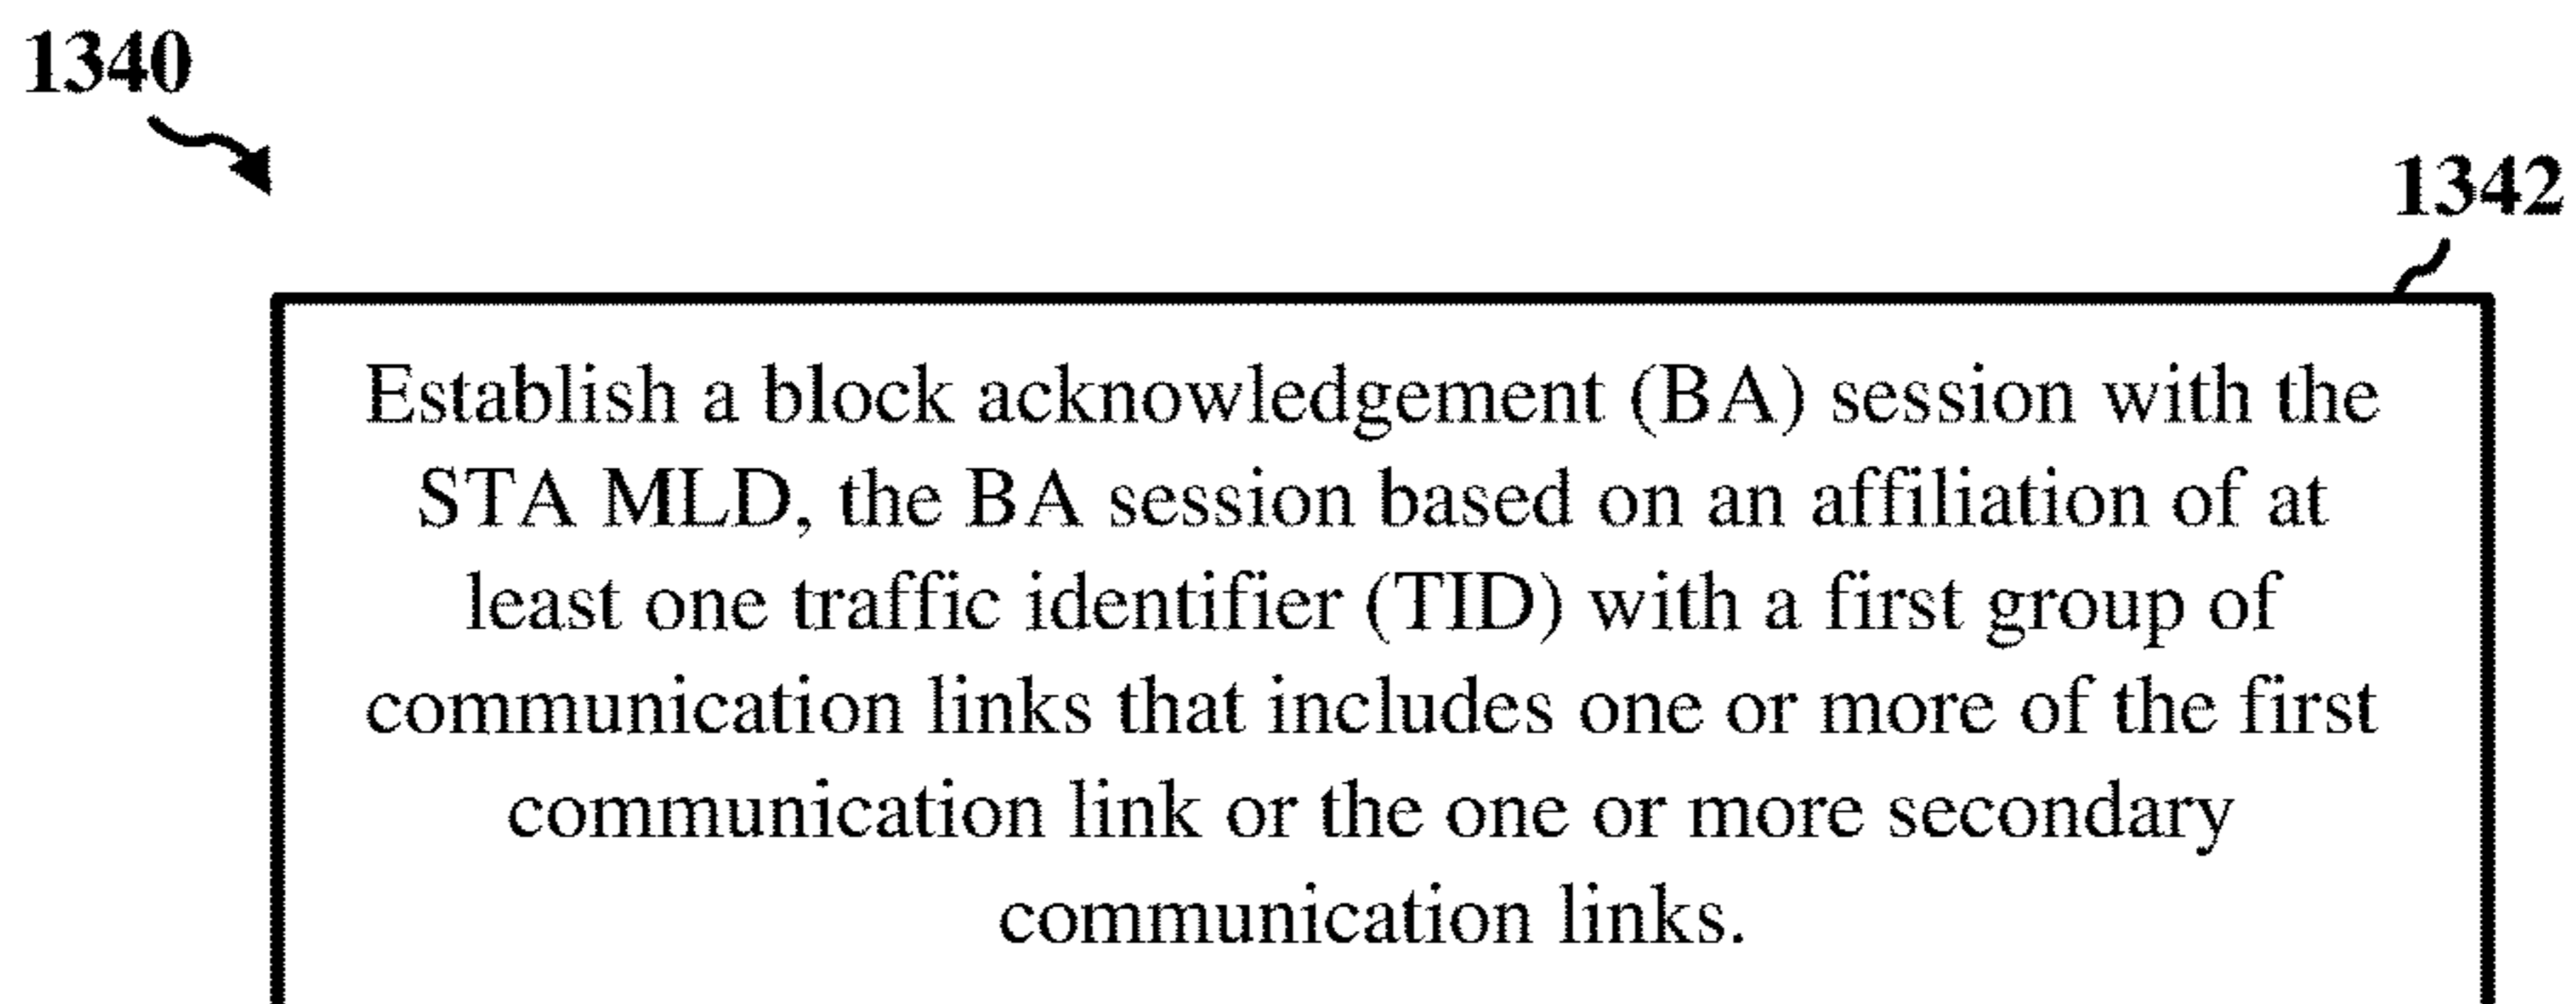 1340
1342
Establish a block acknowledgement (BA) session with the
STA MLD, the BA session based on an affiliation of at
least one traffic identifier (TID) with a first group of
communication links that includes one or more of the first
communication link or the one or more secondary
communication links.